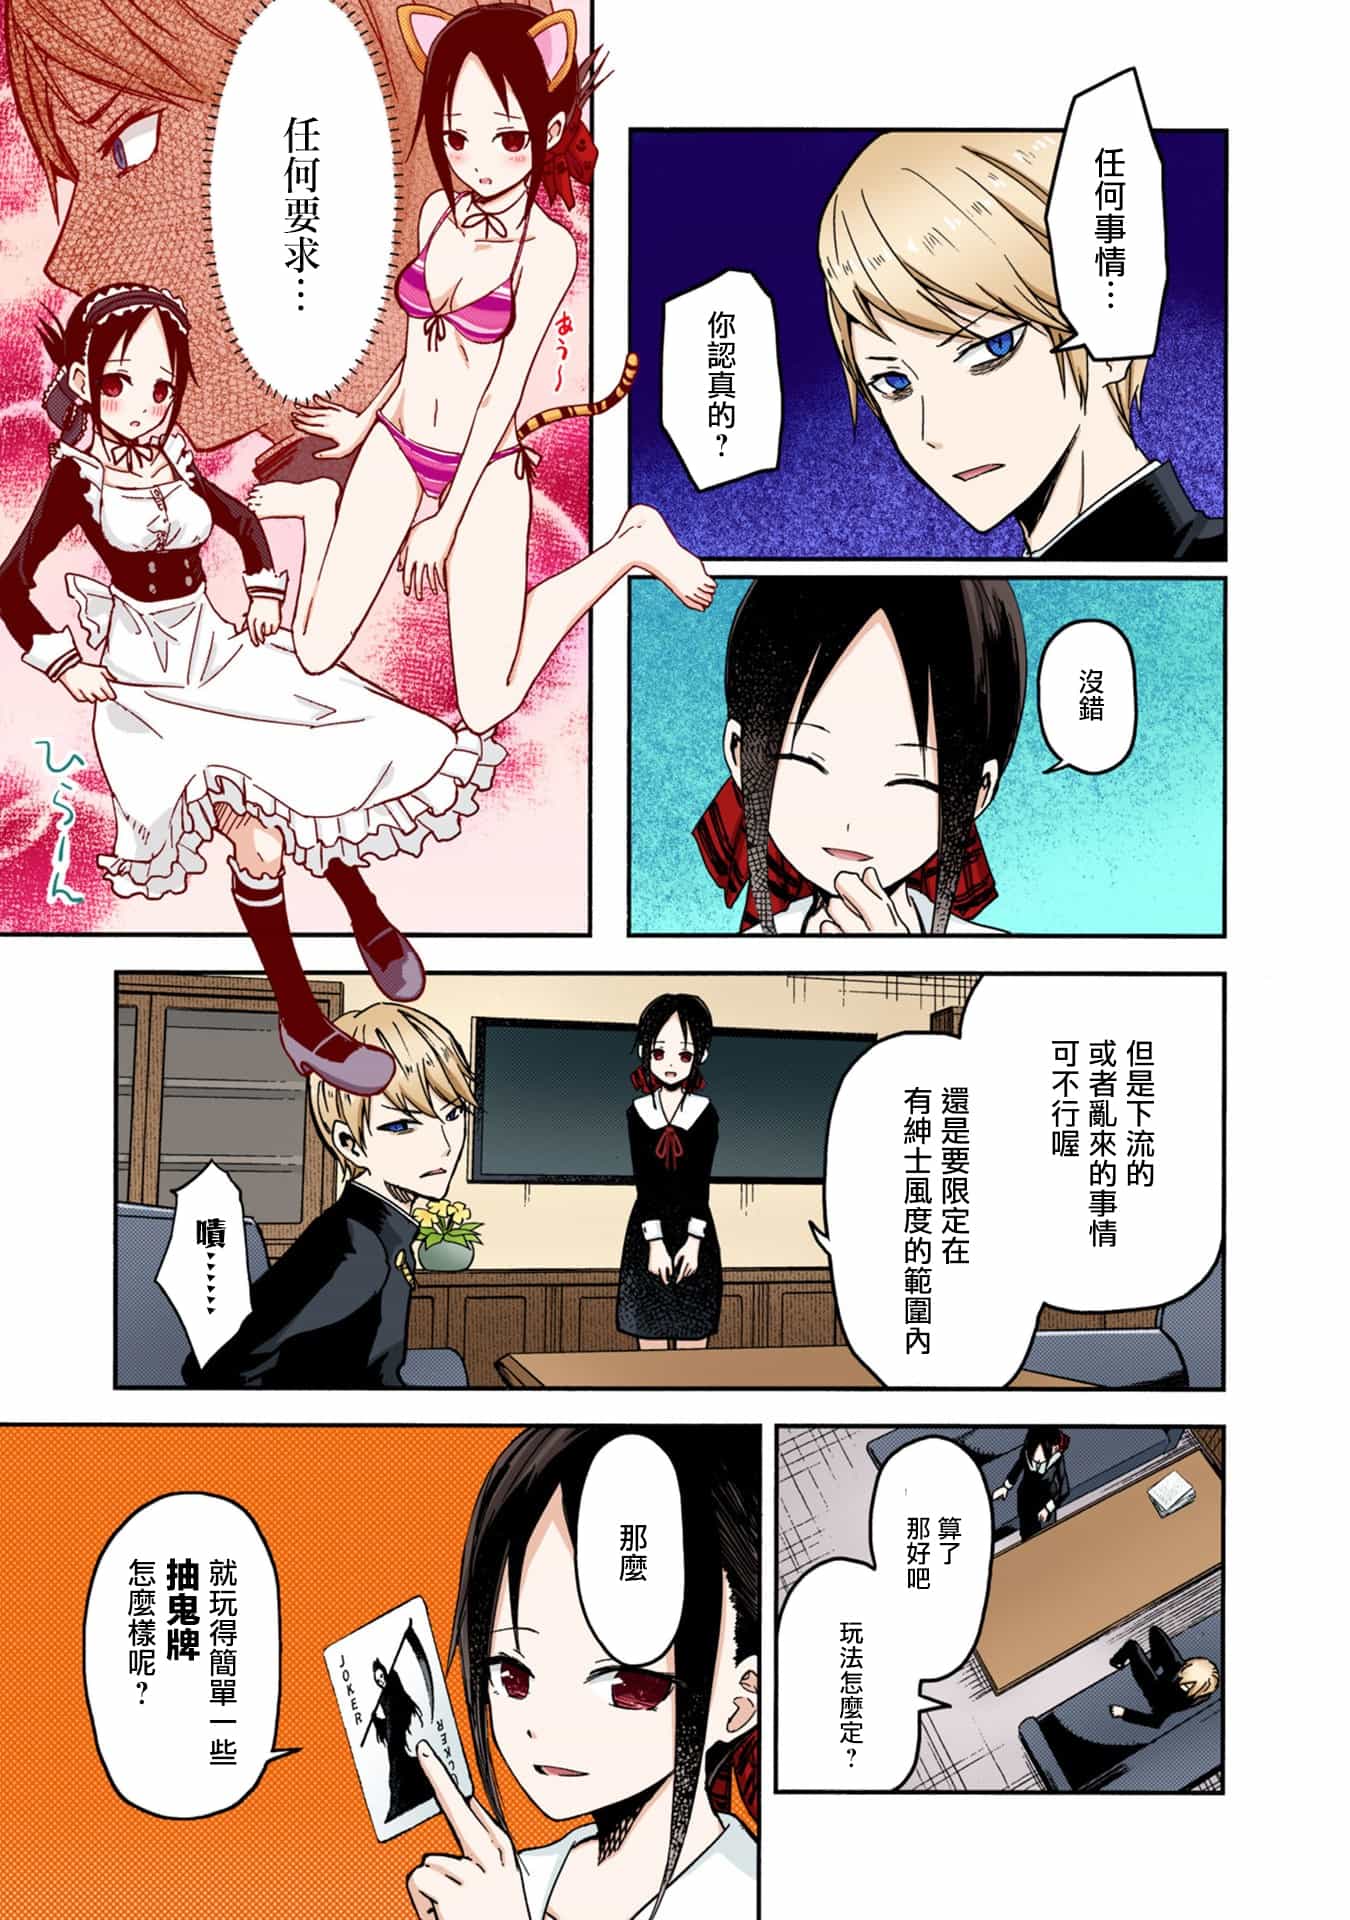 任何事情…
你認真的?
沒錯
任何要求…
あぅ〜
ひらーん
但是下流的
或者亂來的事情
可不行喔
還是要限定在
有紳士風度的範圍內
嘖……
算了
那好吧
玩法怎麼定?
那麼
就玩得簡單一些
抽鬼牌
怎麼樣呢?
JOKER